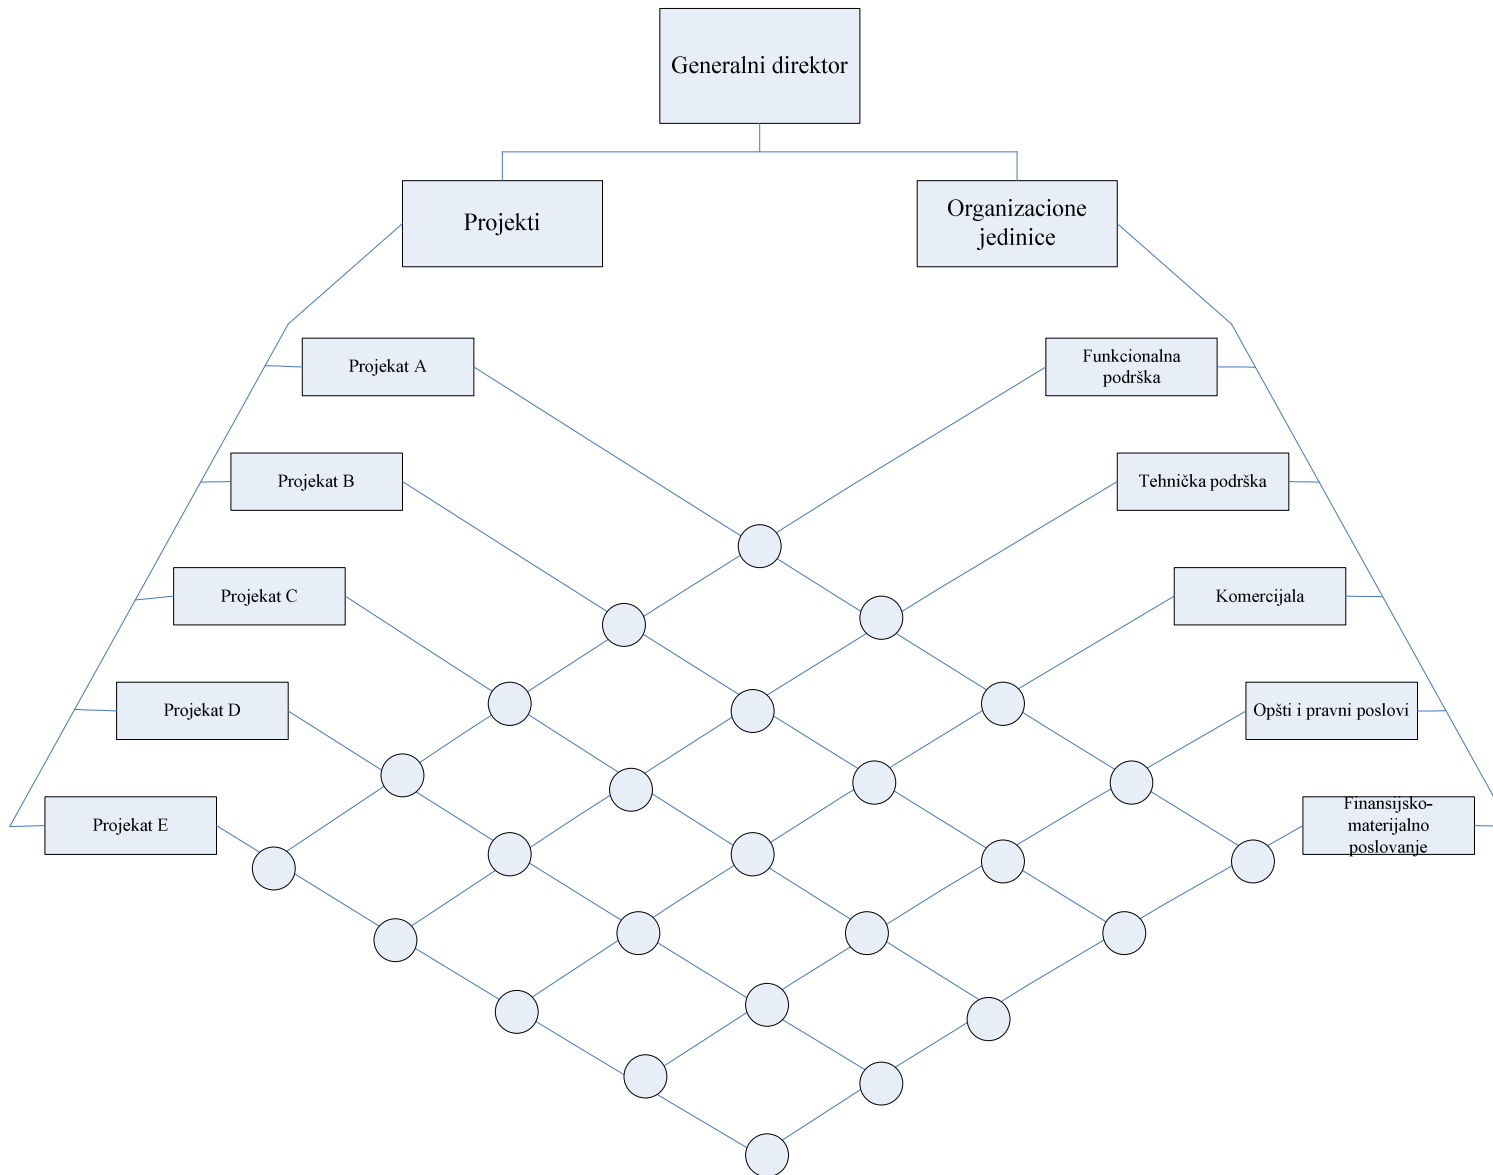 Generalni direktor
Projekti
Organizacione
jedinice
Projekat A
Funkcionalna
podrška
Projekat B
Tehnička podrška
Projekat C
Komercijala
Projekat D
Opšti i pravni poslovi
Projekat E
Finansijsko-
materijalno
poslovanje